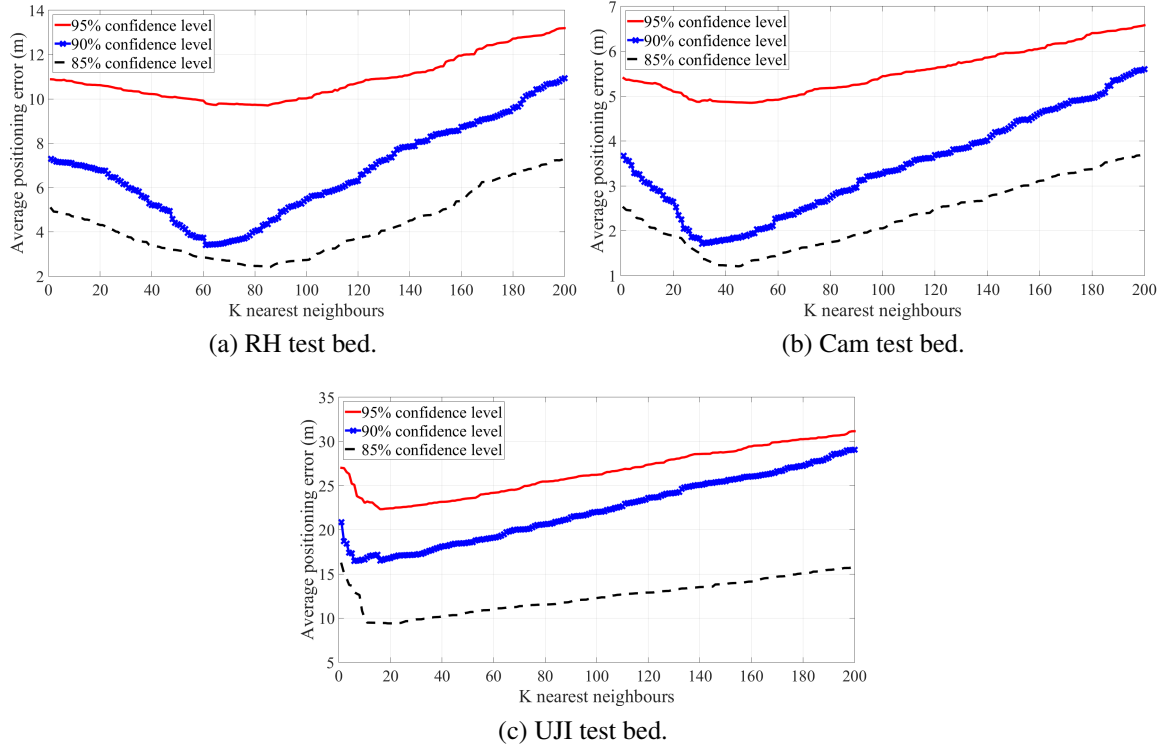 14
12
10
8
6
4
2
Average positioning error (m)
95% confidence level
90% confidence level
85% confidence level
0 20 40 60 80 100 120 140 160 180 200
K nearest neighbours
(a) RH test bed.
7
6
5
4
3
2
1
Average positioning error (m)
95% confidence level
90% confidence level
85% confidence level
0 20 40 60 80 100 120 140 160 180 200
K nearest neighbours
(b) Cam test bed.
35
30
25
20
15
10
5
Average positioning error (m)
95% confidence level
90% confidence level
85% confidence level
0 20 40 60 80 100 120 140 160 180 200
K nearest neighbours
(c) UJI test bed.